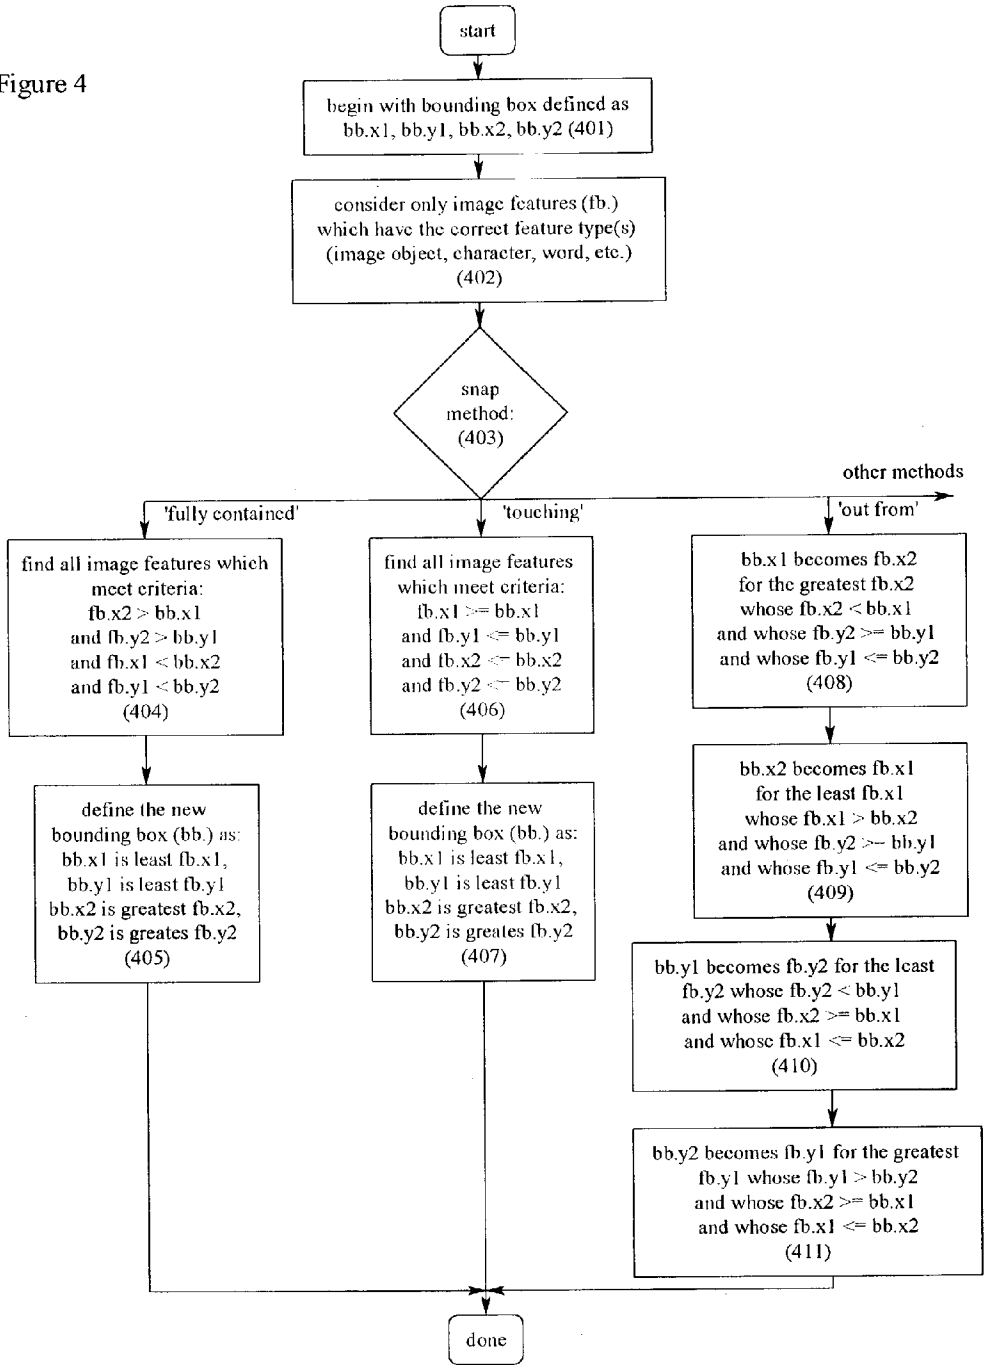 start
Figure 4
begin with bounding box defined as
bb.x1, bb.y1, bb.x2, bb.y2 (401)
consider only image features (fb.)
which have the correct feature type(s)
(image object, character, word, etc.)
(402)
snap
method:
(403)
other methods
'fully contained'
'touching'
'out from'
find all image features which
meet criteria:
fb.x2 > bb.x1
and fb.y2 > bb.y1
and fb.x1 < bb.x2
and fb.y1 < bb.y2
(404)
define the new
bounding box (bb.) as:
bb.x1 is least fb.x1,
bb.y1 is least fb.y1
bb.x2 is greatest fb.x2,
bb.y2 is greates fb.y2
(405)
find all image features
which meet criteria:
fb.x1 >= bb.x1
and fb.y1 <= bb.y1
and fb.x2 <= bb.x2
and fb.y2 <= bb.y2
(406)
define the new
bounding box (bb.) as:
bb.x1 is least fb.x1,
bb.y1 is least fb.y1
bb.x2 is greatest fb.x2,
bb.y2 is greates fb.y2
(407)
bb.x1 becomes fb.x2
for the greatest fb.x2
whose fb.x2 < bb.x1
and whose fb.y2 >= bb.y1
and whose fb.y1 <= bb.y2
(408)
bb.x2 becomes fb.x1
for the least fb.x1
whose fb.x1 > bb.x2
and whose fb.y2 >= bb.y1
and whose fb.y1 <= bb.y2
(409)
bb.y1 becomes fb.y2 for the least
fb.y2 whose fb.y2 < bb.y1
and whose fb.x2 >= bb.x1
and whose fb.x1 <= bb.x2
(410)
bb.y2 becomes fb.y1 for the greatest
fb.y1 whose fb.y1 > bb.y2
and whose fb.x2 >= bb.x1
and whose fb.x1 <= bb.x2
(411)
done